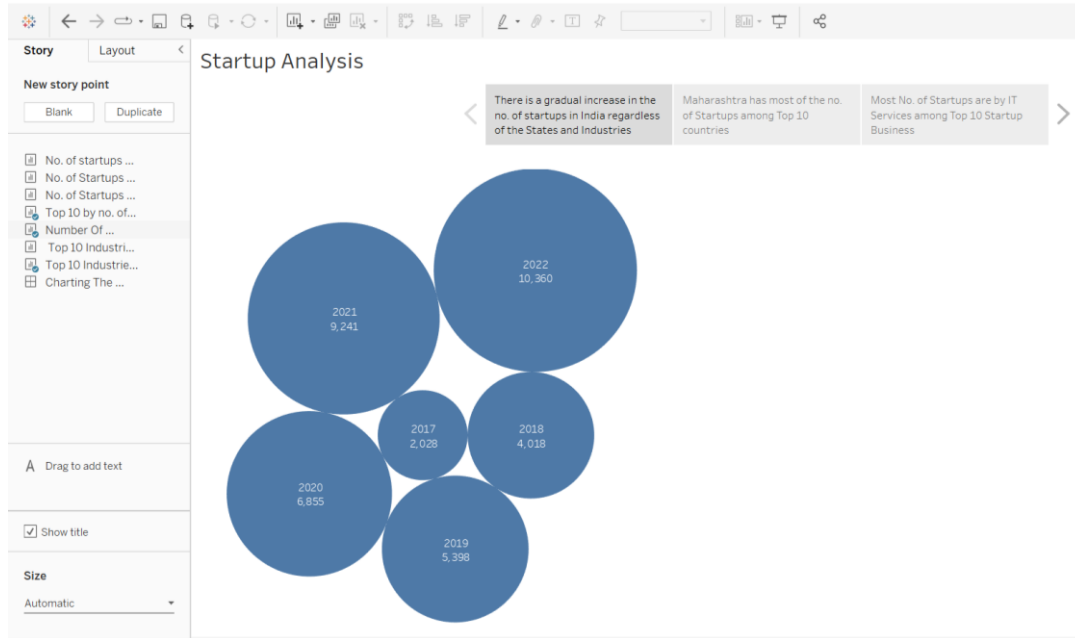 Story
Layout
New story point
Blank
Duplicate
No. of startups ...
No. of Startups ...
No. of Startups ...
Top 10 by no. of...
Number Of ...
Top 10 Industri...
Top 10 Industrie...
Charting The ...
A Drag to add text
Show title
Size
Automatic
Startup Analysis
There is a gradual increase in the
no. of startups in India regardless
of the States and Industries
Maharashtra has most of the no.
of Startups among Top 10
countries
Most No. of Startups are by IT
Services among Top 10 Startup
Business
2022
10,360
2021
9,241
2017
2,028
2018
4,018
2020
6,855
2019
5,398